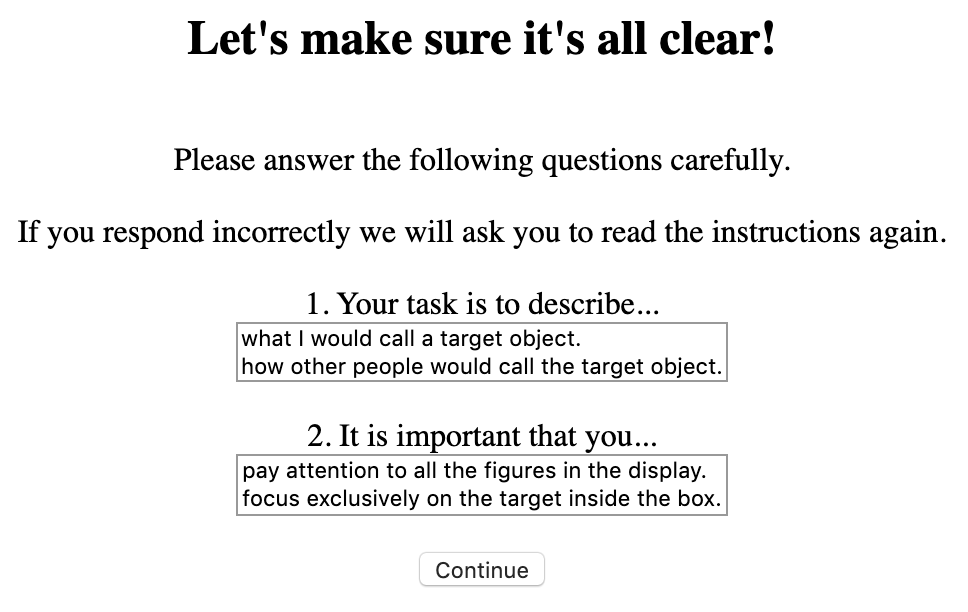 Let's make sure it's all clear!
Please answer the following questions carefully.
If you respond incorrectly we will ask you to read the instructions again.
1. Your task is to describe...
what I would call a target object.
how other people would call the target object.
2. It is important that you...
pay attention to all the figures in the display.
focus exclusively on the target inside the box.
Continue